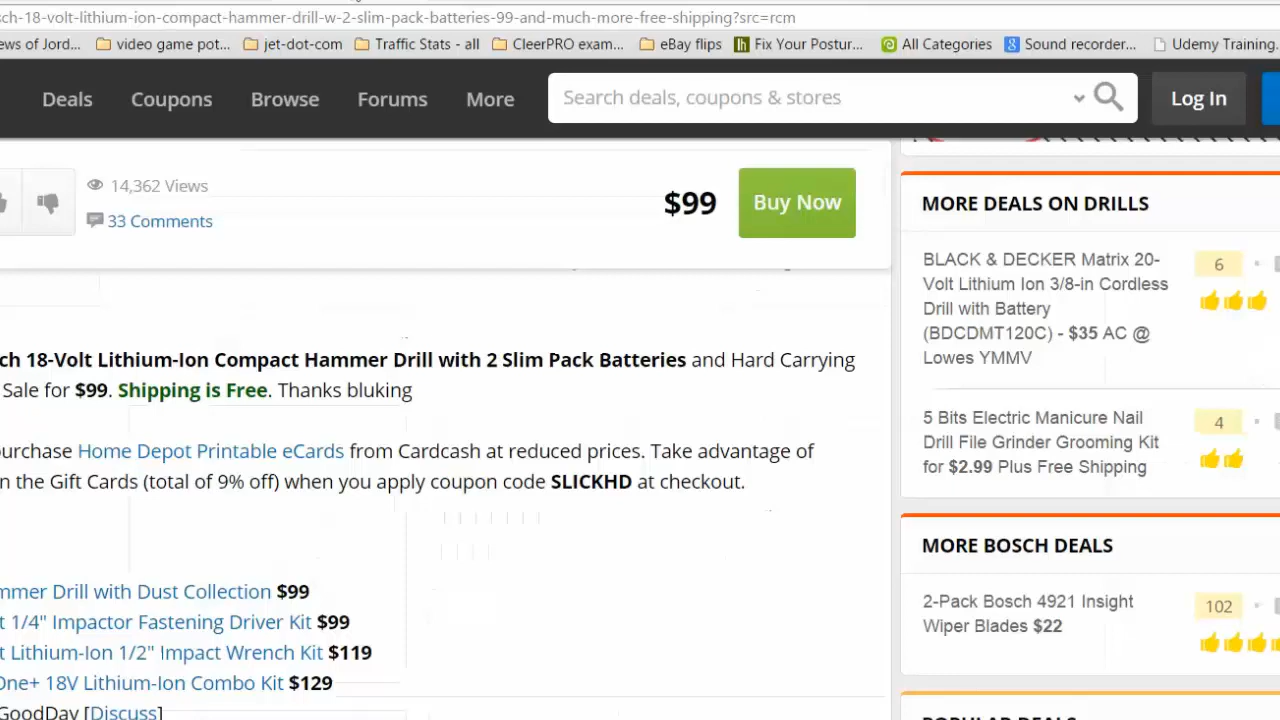 sch-18-volt-lithium-ion-compact-hammer-drill-w-2-slim-pack-batteries-99-and-much-more-free-shipping?src=rcm
ews of Jord... video game pot... jet-dot-com Traffic Stats - all CleerPRO exam... eBay flips Fix Your Postur... All Categories Sound recorder... Udemy Training.
Deals Coupons Browse Forums More Search deals, coupons & stores Log In
14,362 Views
33 Comments
$99 Buy Now
ch 18-Volt Lithium-Ion Compact Hammer Drill with 2 Slim Pack Batteries and Hard Carrying
Sale for $99. Shipping is Free. Thanks bluking
purchase Home Depot Printable eCards from Cardcash at reduced prices. Take advantage of
n the Gift Cards (total of 9% off) when you apply coupon code SLICKHD at checkout.
mmer Drill with Dust Collection $99
t 1/4" Impactor Fastening Driver Kit $99
t Lithium-Ion 1/2" Impact Wrench Kit $119
One+ 18V Lithium-Ion Combo Kit $129
GoodDay [Discuss]
MORE DEALS ON DRILLS
BLACK & DECKER Matrix 20-
Volt Lithium Ion 3/8-in Cordless
Drill with Battery
(BDCDMT120C) - $35 AC @
Lowes YMMV
6
5 Bits Electric Manicure Nail
Drill File Grinder Grooming Kit
for $2.99 Plus Free Shipping
4
MORE BOSCH DEALS
2-Pack Bosch 4921 Insight
Wiper Blades $22
102
POPULAR DEALS